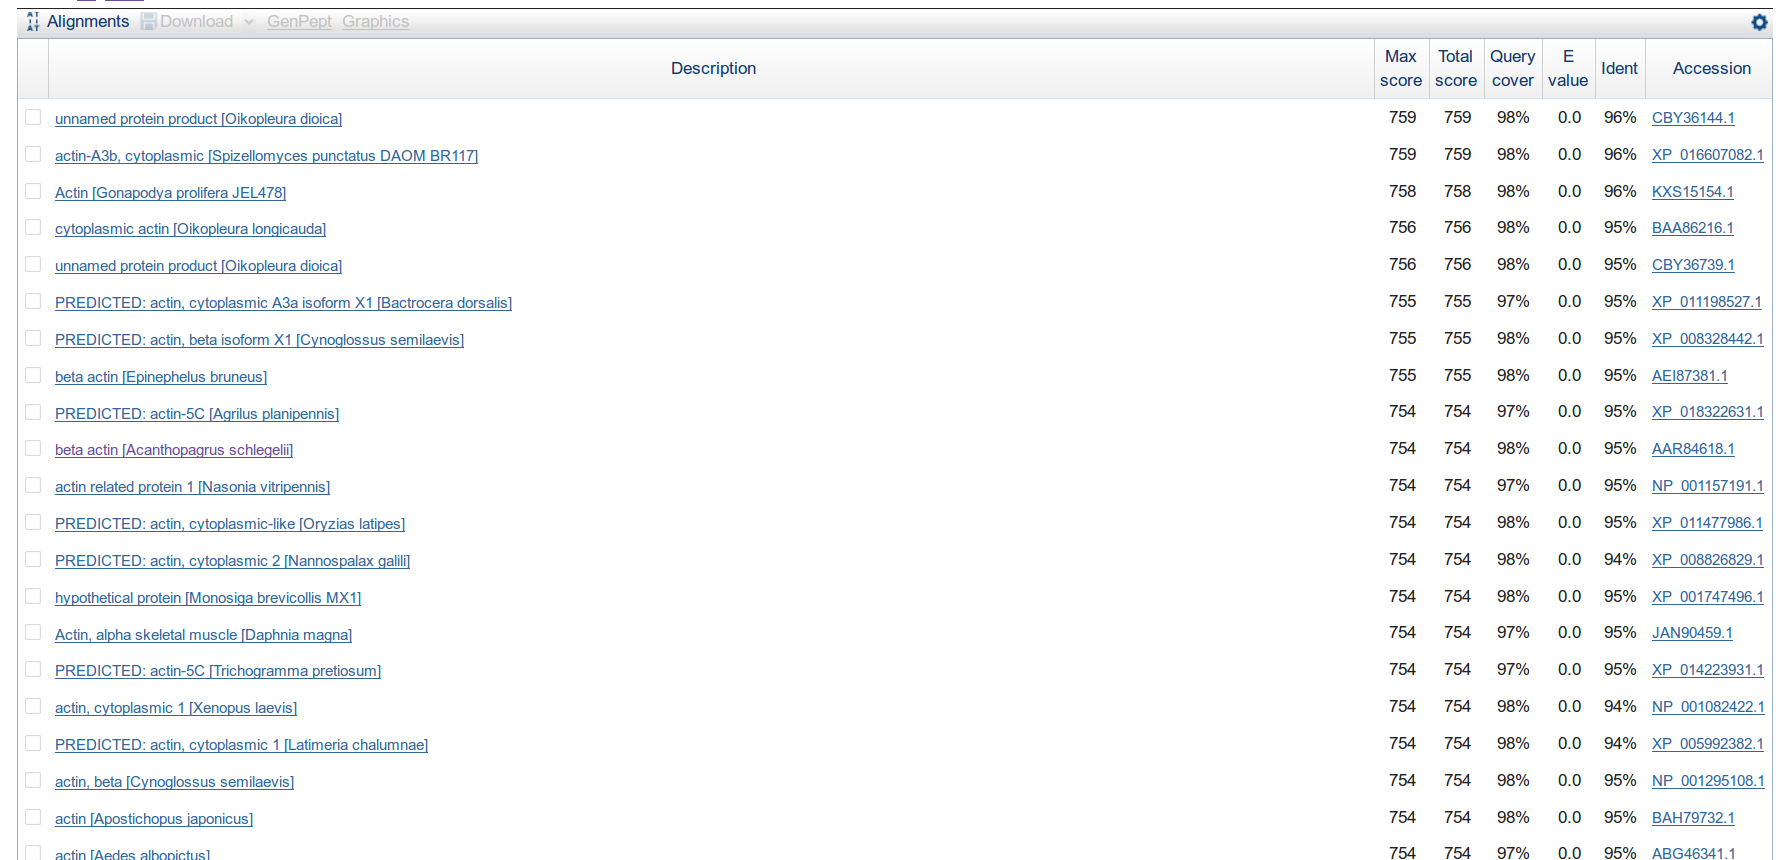 Alignments Download GenPept Graphics
Description Max score Total score Query cover E value Ident Accession
unnamed protein product [Oikopleura dioica] 759 759 98% 0.0 96% CBY36144.1
actin-A3b, cytoplasmic [Spizellomyces punctatus DAOM BR117] 759 759 98% 0.0 96% XP_016607082.1
Actin [Gonapodya prolifera JEL478] 758 758 98% 0.0 96% KXS15154.1
cytoplasmic actin [Oikopleura longicauda] 756 756 98% 0.0 95% BAA86216.1
unnamed protein product [Oikopleura dioica] 756 756 98% 0.0 95% CBY36739.1
PREDICTED: actin, cytoplasmic A3a isoform X1 [Bactrocera dorsalis] 755 755 97% 0.0 95% XP_011198527.1
PREDICTED: actin, beta isoform X1 [Cynoglossus semilaevis] 755 755 98% 0.0 95% XP_008328442.1
beta actin [Epinephelus bruneus] 755 755 98% 0.0 95% AEI87381.1
PREDICTED: actin-5C [Agrilus planipennis] 754 754 97% 0.0 95% XP_018322631.1
beta actin [Acanthopagrus schlegelii] 754 754 98% 0.0 95% AAR84618.1
actin related protein 1 [Nasonia vitripennis] 754 754 97% 0.0 95% NP_001157191.1
PREDICTED: actin, cytoplasmic-like [Oryzias latipes] 754 754 98% 0.0 95% XP_011477986.1
PREDICTED: actin, cytoplasmic 2 [Nannospalax galili] 754 754 98% 0.0 94% XP_008826829.1
hypothetical protein [Monosiga brevicollis MX1] 754 754 98% 0.0 95% XP_001747496.1
Actin, alpha skeletal muscle [Daphnia magna] 754 754 97% 0.0 95% JAN90459.1
PREDICTED: actin-5C [Trichogramma pretiosum] 754 754 97% 0.0 95% XP_014223931.1
actin, cytoplasmic 1 [Xenopus laevis] 754 754 98% 0.0 94% NP_001082422.1
PREDICTED: actin, cytoplasmic 1 [Latimeria chalumnae] 754 754 98% 0.0 94% XP_005992382.1
actin, beta [Cynoglossus semilaevis] 754 754 98% 0.0 95% NP_001295108.1
actin [Apostichopus japonicus] 754 754 98% 0.0 95% BAH79732.1
actin [Aedes albopictus] 754 754 97% 0.0 95% ABG46341.1